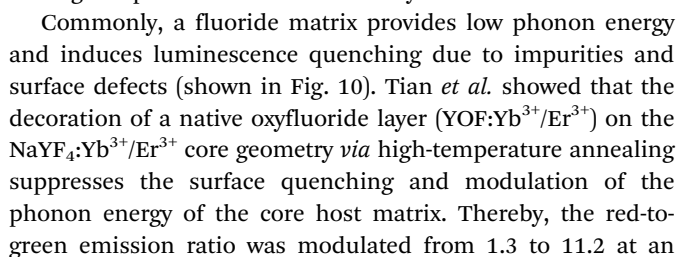 Commonly, a fluoride matrix provides low phonon energy
and induces luminescence quenching due to impurities and
surface defects (shown in Fig. 10). Tian et al. showed that the
decoration of a native oxyfluoride layer (YOF:Yb³⁺/Er³⁺) on the
NaYF₄:Yb³⁺/Er³⁺ core geometry via high-temperature annealing
suppresses the surface quenching and modulation of the
phonon energy of the core host matrix. Thereby, the red-to-
green emission ratio was modulated from 1.3 to 11.2 at an